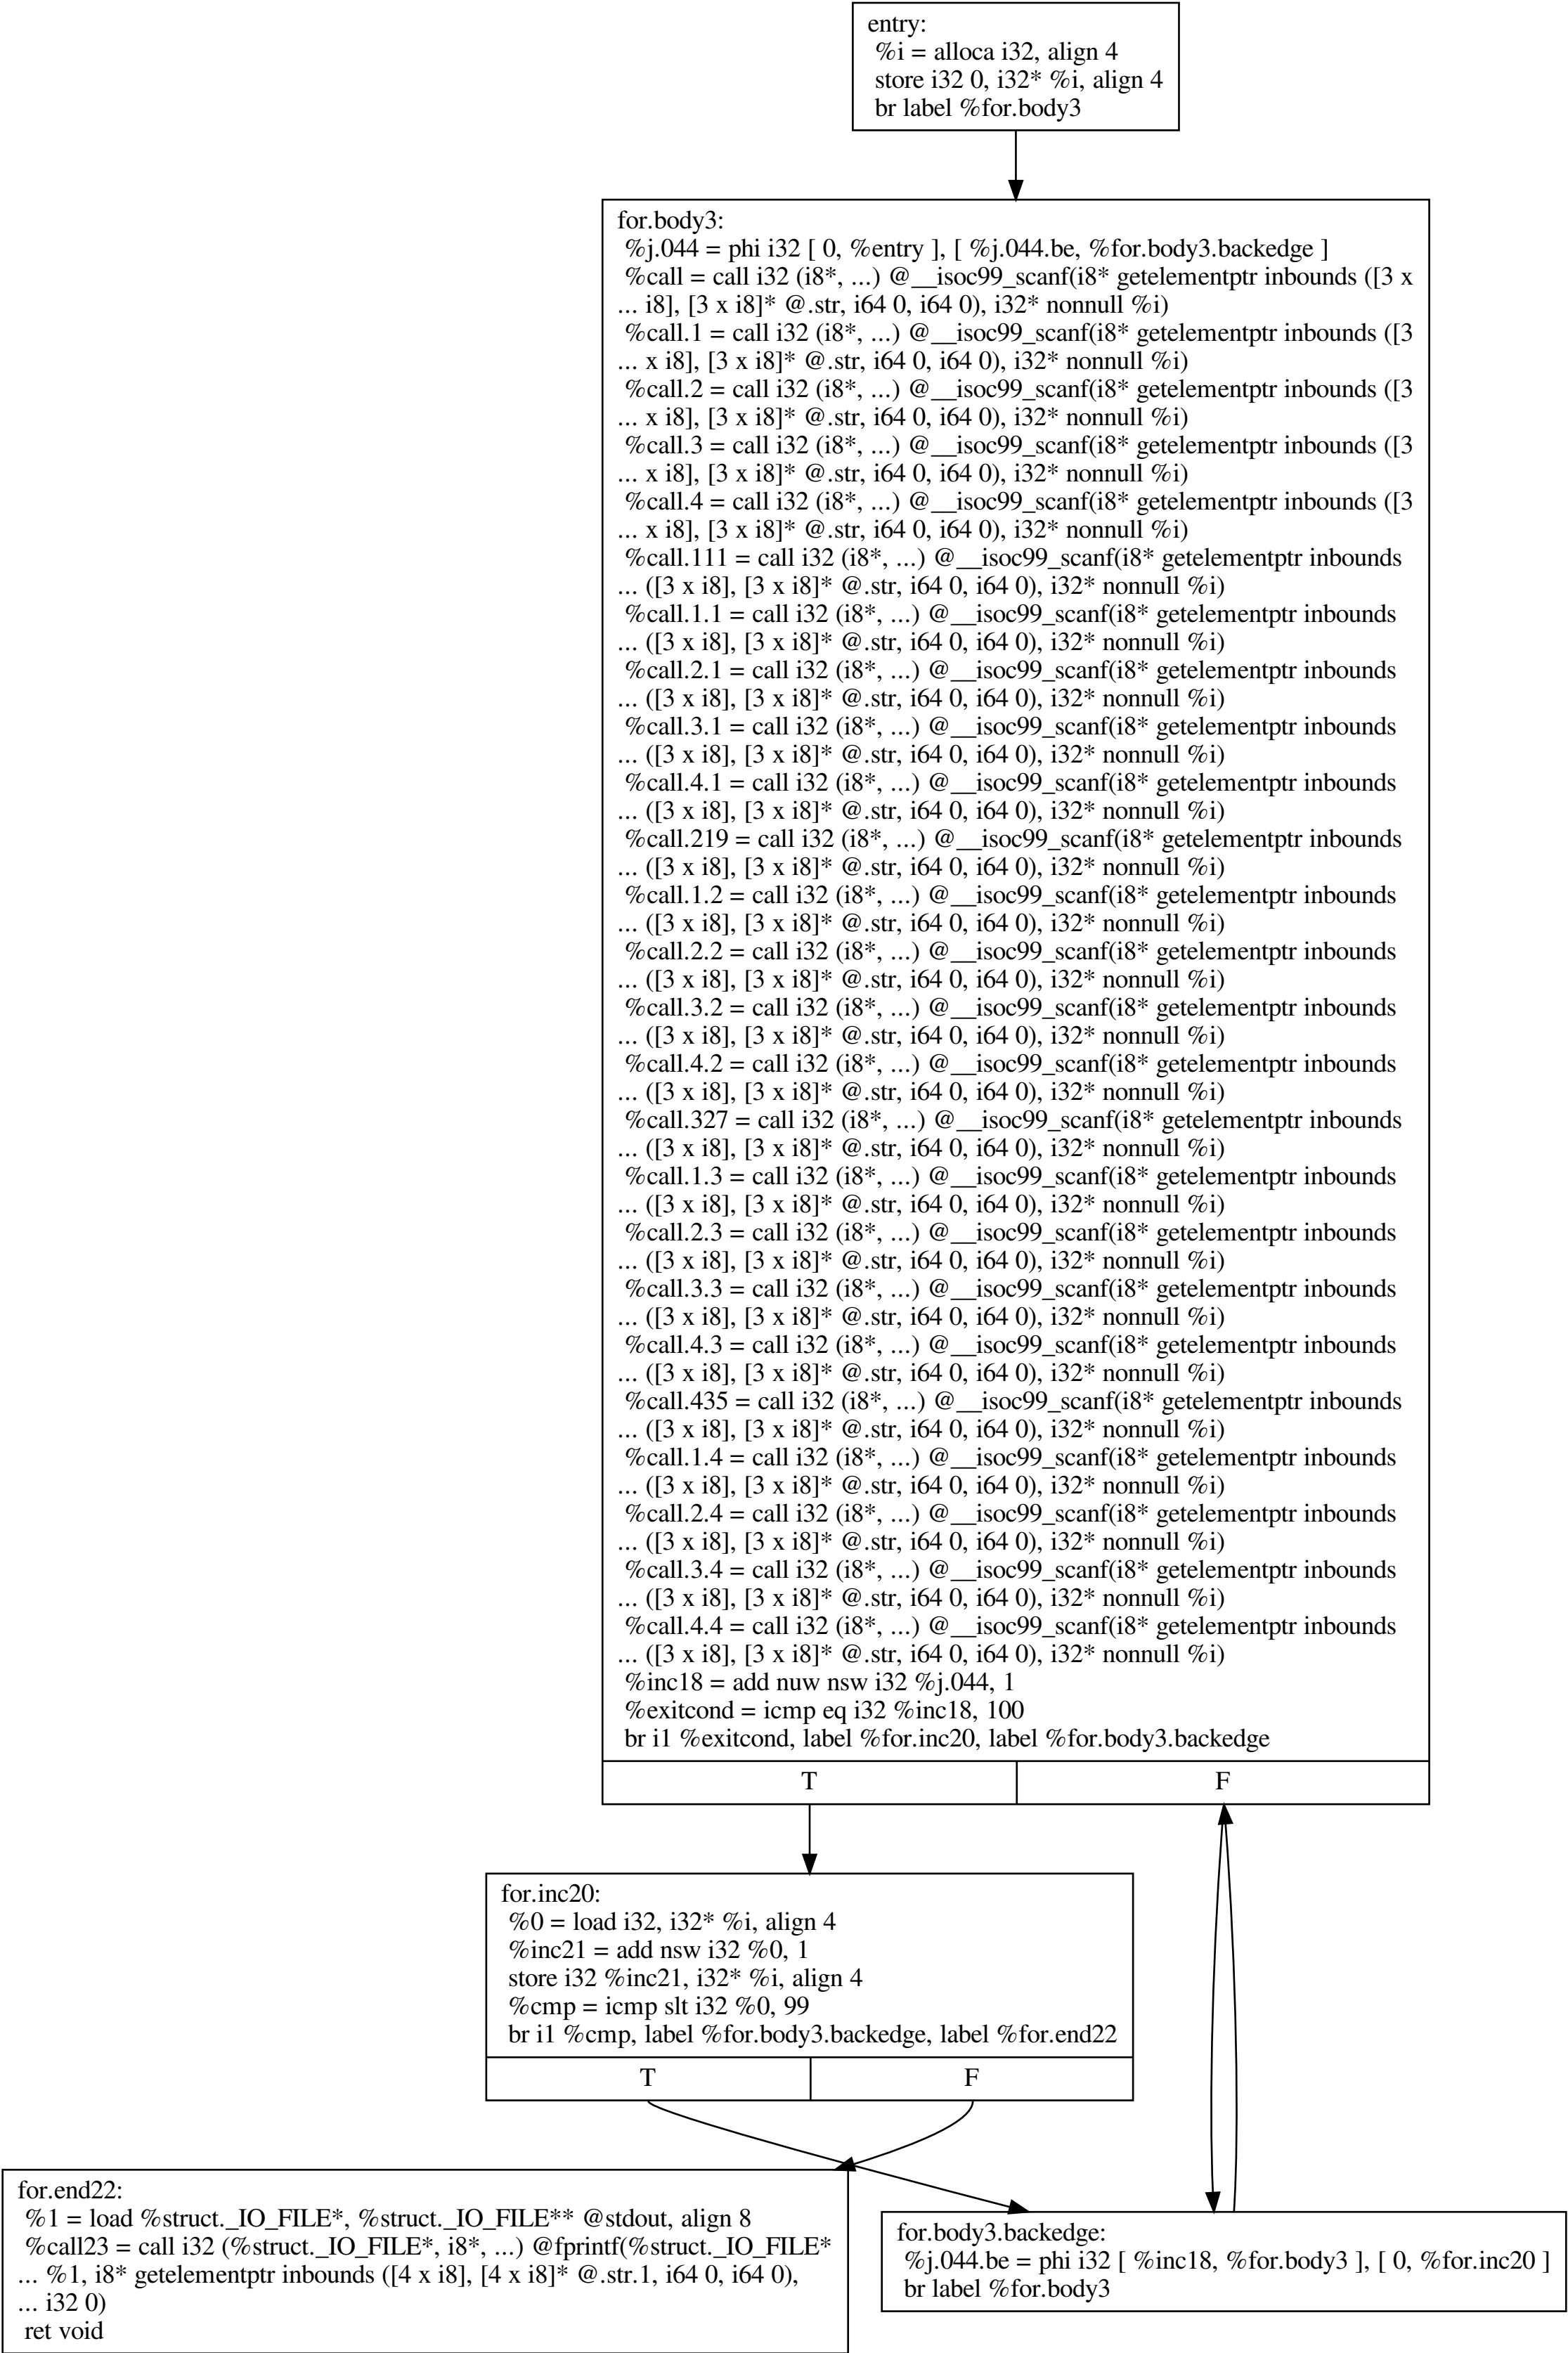 entry:
%i = alloca i32, align 4
store i32 0, i32* %i, align 4
br label %for.body3
for.body3:
%j.044 = phi i32 [ 0, %entry ], [ %j.044.be, %for.body3.backedge ]
%call = call i32 (i8*, ...) @__isoc99_scanf(i8* getelementptr inbounds ([3 x
... i8], [3 x i8]* @.str, i64 0, i64 0), i32* nonnull %i)
%call.1 = call i32 (i8*, ...) @__isoc99_scanf(i8* getelementptr inbounds ([3
... x i8], [3 x i8]* @.str, i64 0, i64 0), i32* nonnull %i)
%call.2 = call i32 (i8*, ...) @__isoc99_scanf(i8* getelementptr inbounds ([3
... x i8], [3 x i8]* @.str, i64 0, i64 0), i32* nonnull %i)
%call.3 = call i32 (i8*, ...) @__isoc99_scanf(i8* getelementptr inbounds ([3
... x i8], [3 x i8]* @.str, i64 0, i64 0), i32* nonnull %i)
%call.4 = call i32 (i8*, ...) @__isoc99_scanf(i8* getelementptr inbounds ([3
... x i8], [3 x i8]* @.str, i64 0, i64 0), i32* nonnull %i)
%call.111 = call i32 (i8*, ...) @__isoc99_scanf(i8* getelementptr inbounds
... ([3 x i8], [3 x i8]* @.str, i64 0, i64 0), i32* nonnull %i)
%call.1.1 = call i32 (i8*, ...) @__isoc99_scanf(i8* getelementptr inbounds
... ([3 x i8], [3 x i8]* @.str, i64 0, i64 0), i32* nonnull %i)
%call.2.1 = call i32 (i8*, ...) @__isoc99_scanf(i8* getelementptr inbounds
... ([3 x i8], [3 x i8]* @.str, i64 0, i64 0), i32* nonnull %i)
%call.3.1 = call i32 (i8*, ...) @__isoc99_scanf(i8* getelementptr inbounds
... ([3 x i8], [3 x i8]* @.str, i64 0, i64 0), i32* nonnull %i)
%call.4.1 = call i32 (i8*, ...) @__isoc99_scanf(i8* getelementptr inbounds
... ([3 x i8], [3 x i8]* @.str, i64 0, i64 0), i32* nonnull %i)
%call.219 = call i32 (i8*, ...) @__isoc99_scanf(i8* getelementptr inbounds
... ([3 x i8], [3 x i8]* @.str, i64 0, i64 0), i32* nonnull %i)
%call.1.2 = call i32 (i8*, ...) @__isoc99_scanf(i8* getelementptr inbounds
... ([3 x i8], [3 x i8]* @.str, i64 0, i64 0), i32* nonnull %i)
%call.2.2 = call i32 (i8*, ...) @__isoc99_scanf(i8* getelementptr inbounds
... ([3 x i8], [3 x i8]* @.str, i64 0, i64 0), i32* nonnull %i)
%call.3.2 = call i32 (i8*, ...) @__isoc99_scanf(i8* getelementptr inbounds
... ([3 x i8], [3 x i8]* @.str, i64 0, i64 0), i32* nonnull %i)
%call.4.2 = call i32 (i8*, ...) @__isoc99_scanf(i8* getelementptr inbounds
... ([3 x i8], [3 x i8]* @.str, i64 0, i64 0), i32* nonnull %i)
%call.327 = call i32 (i8*, ...) @__isoc99_scanf(i8* getelementptr inbounds
... ([3 x i8], [3 x i8]* @.str, i64 0, i64 0), i32* nonnull %i)
%call.1.3 = call i32 (i8*, ...) @__isoc99_scanf(i8* getelementptr inbounds
... ([3 x i8], [3 x i8]* @.str, i64 0, i64 0), i32* nonnull %i)
%call.2.3 = call i32 (i8*, ...) @__isoc99_scanf(i8* getelementptr inbounds
... ([3 x i8], [3 x i8]* @.str, i64 0, i64 0), i32* nonnull %i)
%call.3.3 = call i32 (i8*, ...) @__isoc99_scanf(i8* getelementptr inbounds
... ([3 x i8], [3 x i8]* @.str, i64 0, i64 0), i32* nonnull %i)
%call.4.3 = call i32 (i8*, ...) @__isoc99_scanf(i8* getelementptr inbounds
... ([3 x i8], [3 x i8]* @.str, i64 0, i64 0), i32* nonnull %i)
%call.435 = call i32 (i8*, ...) @__isoc99_scanf(i8* getelementptr inbounds
... ([3 x i8], [3 x i8]* @.str, i64 0, i64 0), i32* nonnull %i)
%call.1.4 = call i32 (i8*, ...) @__isoc99_scanf(i8* getelementptr inbounds
... ([3 x i8], [3 x i8]* @.str, i64 0, i64 0), i32* nonnull %i)
%call.2.4 = call i32 (i8*, ...) @__isoc99_scanf(i8* getelementptr inbounds
... ([3 x i8], [3 x i8]* @.str, i64 0, i64 0), i32* nonnull %i)
%call.3.4 = call i32 (i8*, ...) @__isoc99_scanf(i8* getelementptr inbounds
... ([3 x i8], [3 x i8]* @.str, i64 0, i64 0), i32* nonnull %i)
%call.4.4 = call i32 (i8*, ...) @__isoc99_scanf(i8* getelementptr inbounds
... ([3 x i8], [3 x i8]* @.str, i64 0, i64 0), i32* nonnull %i)
%inc18 = add nuw nsw i32 %j.044, 1
%exitcond = icmp eq i32 %inc18, 100
br i1 %exitcond, label %for.inc20, label %for.body3.backedge
T F
for.inc20:
%0 = load i32, i32* %i, align 4
%inc21 = add nsw i32 %0, 1
store i32 %inc21, i32* %i, align 4
%cmp = icmp slt i32 %0, 99
br i1 %cmp, label %for.body3.backedge, label %for.end22
T F
for.end22:
%1 = load %struct._IO_FILE*, %struct._IO_FILE** @stdout, align 8
%call23 = call i32 (%struct._IO_FILE*, i8*, ...) @fprintf(%struct._IO_FILE*
... %1, i8* getelementptr inbounds ([4 x i8], [4 x i8]* @.str.1, i64 0, i64 0),
... i32 0)
ret void
for.body3.backedge:
%j.044.be = phi i32 [ %inc18, %for.body3 ], [ 0, %for.inc20 ]
br label %for.body3